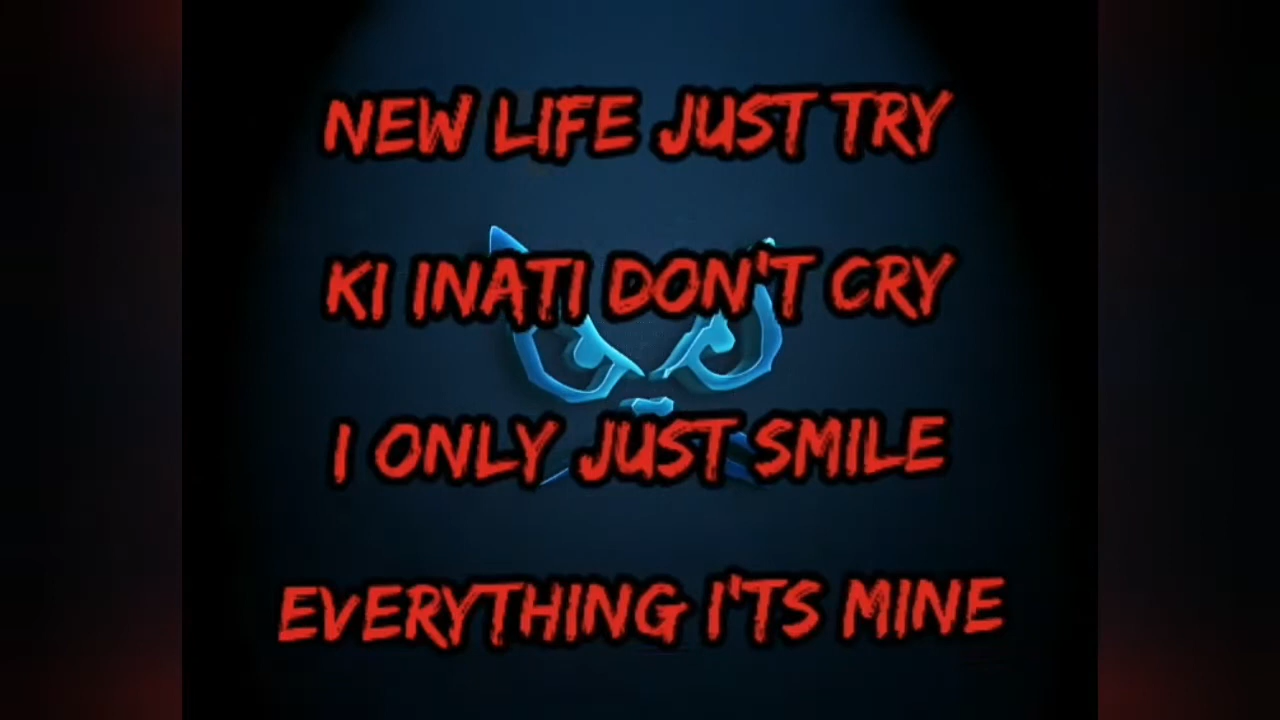 NEW LIFE JUST TRY
KI INATI DON'T CRY
I ONLY JUST SMILE
EVERYTHING I'TS MINE